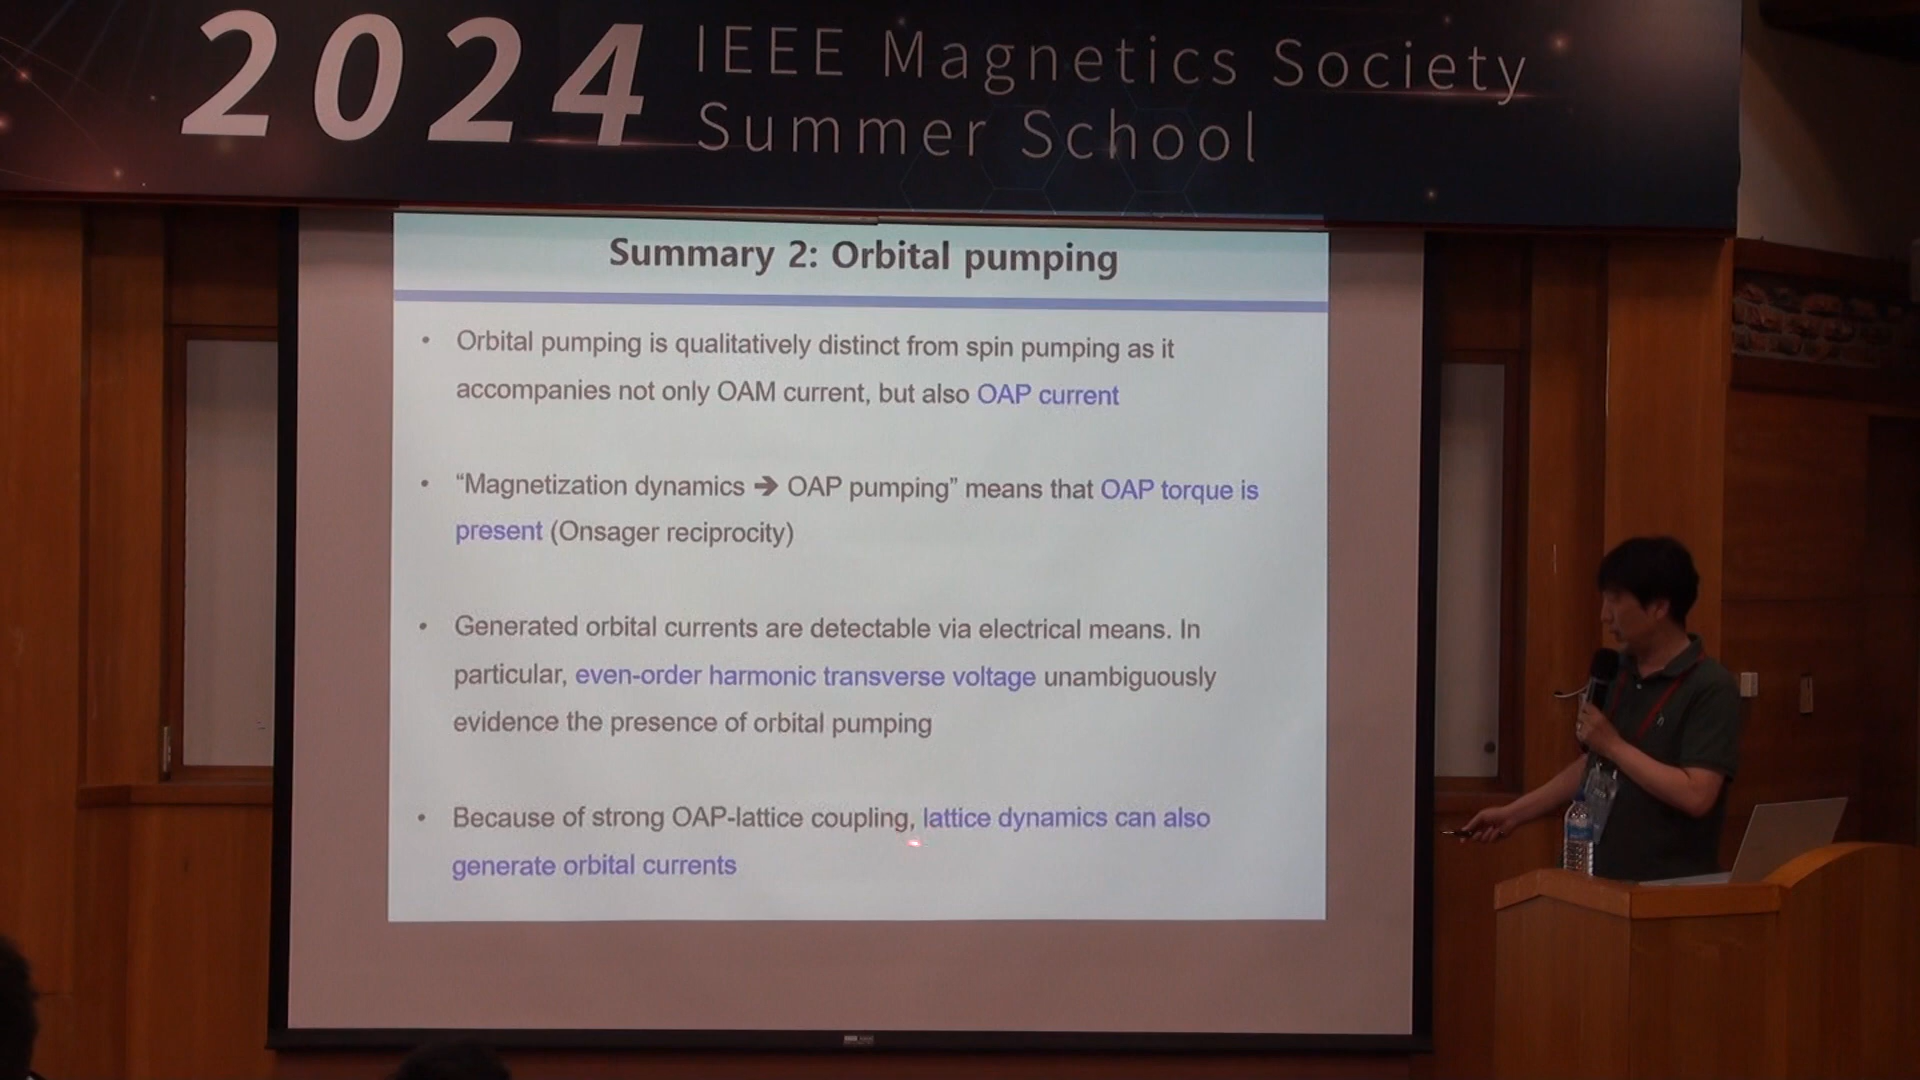 2024 IEEE Magnetics Society
Summer School
Summary 2: Orbital pumping
• Orbital pumping is qualitatively distinct from spin pumping as it
accompanies not only OAM current, but also OAP current
• “Magnetization dynamics ➔ OAP pumping” means that OAP torque is
present (Onsager reciprocity)
• Generated orbital currents are detectable via electrical means. In
particular, even-order harmonic transverse voltage unambiguously
evidence the presence of orbital pumping
• Because of strong OAP-lattice coupling, lattice dynamics can also
generate orbital currents